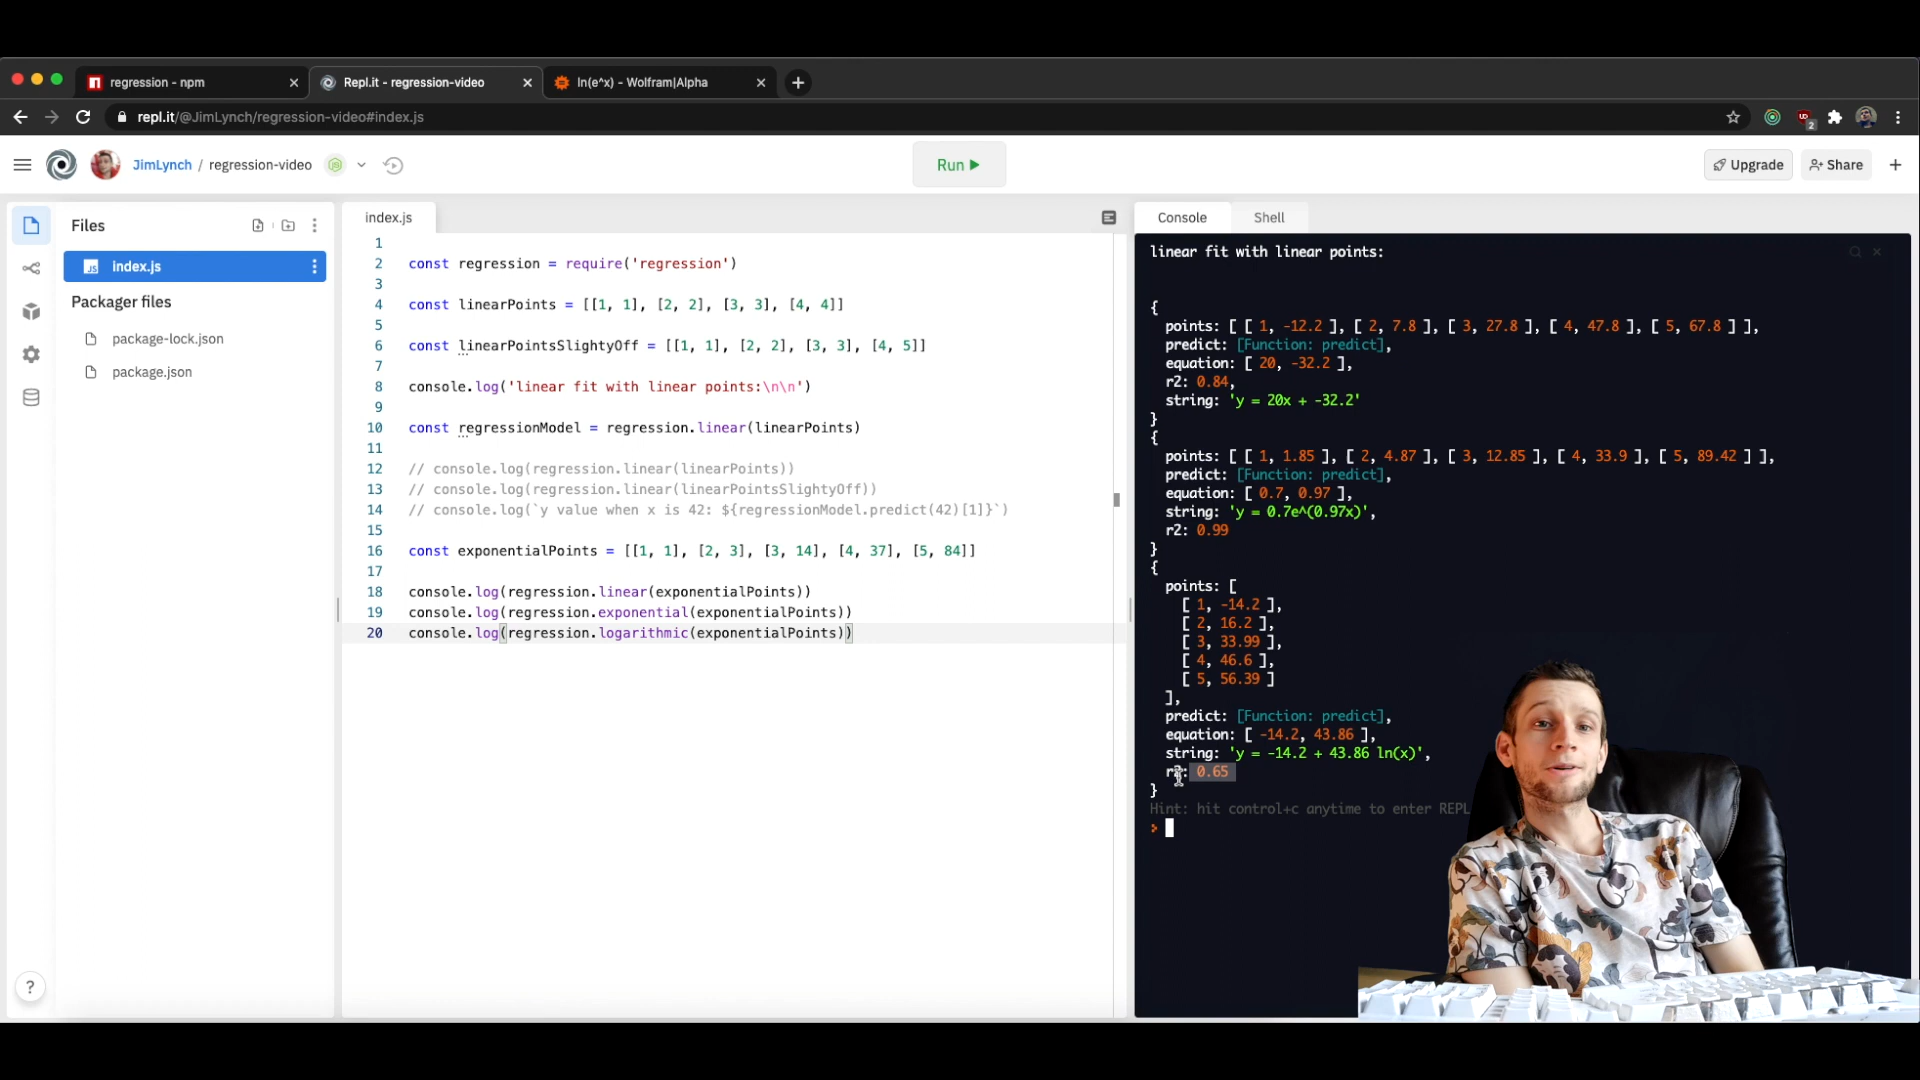 regression - npm
Repl.it - regression-video
ln(e^x) - Wolfram|Alpha
repl.it/@JimLynch/regression-video#index.js
2
JimLynch / regression-video
Run
Upgrade
Share
Files
index.js
Packager files
package-lock.json
package.json
?
index.js
1
2 const regression = require('regression')
3
4 const linearPoints = [[1, 1], [2, 2], [3, 3], [4, 4]]
5
6 const linearPointsSlightyOff = [[1, 1], [2, 2], [3, 3], [4, 5]]
7
8 console.log('linear fit with linear points:\n\n')
9
10 const regressionModel = regression.linear(linearPoints)
11
12 // console.log(regression.linear(linearPoints))
13 // console.log(regression.linear(linearPointsSlightyOff))
14 // console.log(`y value when x is 42: ${regressionModel.predict(42)[1]}`)
15
16 const exponentialPoints = [[1, 1], [2, 3], [3, 14], [4, 37], [5, 84]]
17
18 console.log(regression.linear(exponentialPoints))
19 console.log(regression.exponential(exponentialPoints))
20 console.log(regression.logarithmic(exponentialPoints))
Console
Shell
linear fit with linear points:
{
points: [ [ 1, -12.2 ], [ 2, 7.8 ], [ 3, 27.8 ], [ 4, 47.8 ], [ 5, 67.8 ] ],
predict: [Function: predict],
equation: [ 20, -32.2 ],
r2: 0.84,
string: 'y = 20x + -32.2'
}
{
points: [ [ 1, 1.85 ], [ 2, 4.87 ], [ 3, 12.85 ], [ 4, 33.9 ], [ 5, 89.42 ] ],
predict: [Function: predict],
equation: [ 0.7, 0.97 ],
string: 'y = 0.7e^(0.97x)',
r2: 0.99
}
{
points: [
[ 1, -14.2 ],
[ 2, 16.2 ],
[ 3, 33.99 ],
[ 4, 46.6 ],
[ 5, 56.39 ]
],
predict: [Function: predict],
equation: [ -14.2, 43.86 ],
string: 'y = -14.2 + 43.86 ln(x)',
r2: 0.65
}
Hint: hit control+c anytime to enter REPL